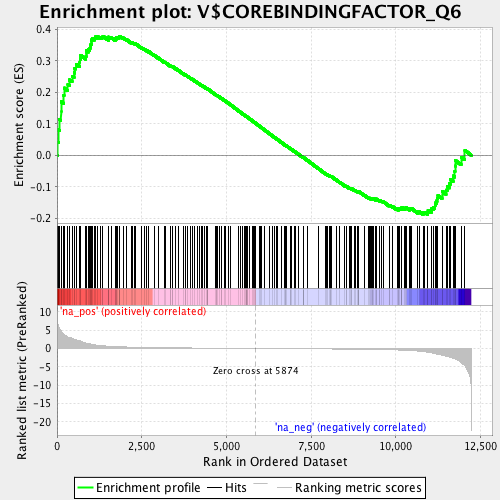 Enrichment plot: V$COREBINDINGFACTOR_Q6
Enrichment score (ES)
0.4
0.3
0.2
0.1
0.0
-0.1
-0.2
'na_pos' (positively correlated)
Ranked list metric (PreRanked)
10
5
0
-5
-10
-15
-20
Zero cross at 5874
'na_neg' (negatively correlated)
0
2,500
5,000
7,500
10,000
12,500
Rank in Ordered Dataset
Enrichment profile
Hits
Ranking metric scores